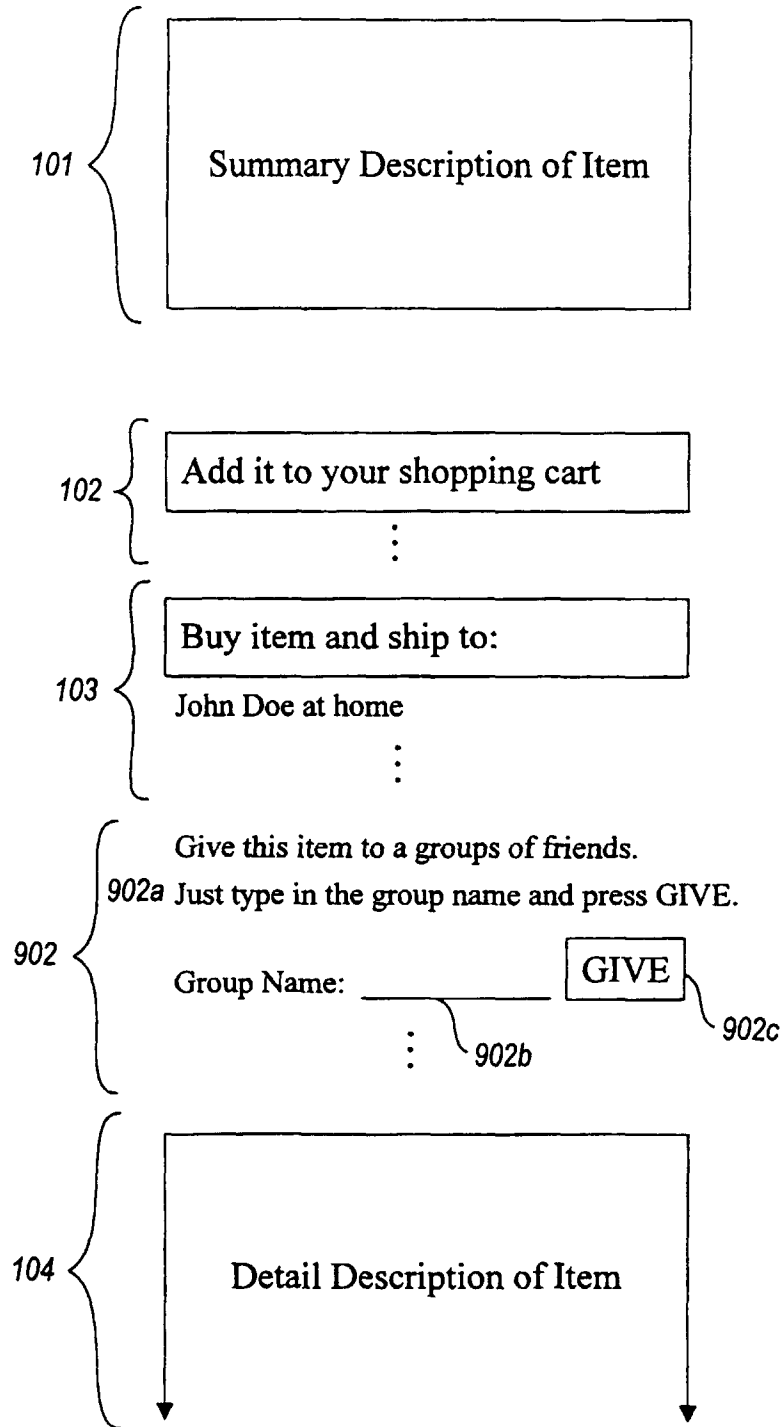 101
Summary Description of Item
102
Add it to your shopping cart
103
Buy item and ship to:
John Doe at home
902
Give this item to a groups of friends.
902a Just type in the group name and press GIVE.
Group Name:
GIVE
902b
902c
104
Detail Description of Item